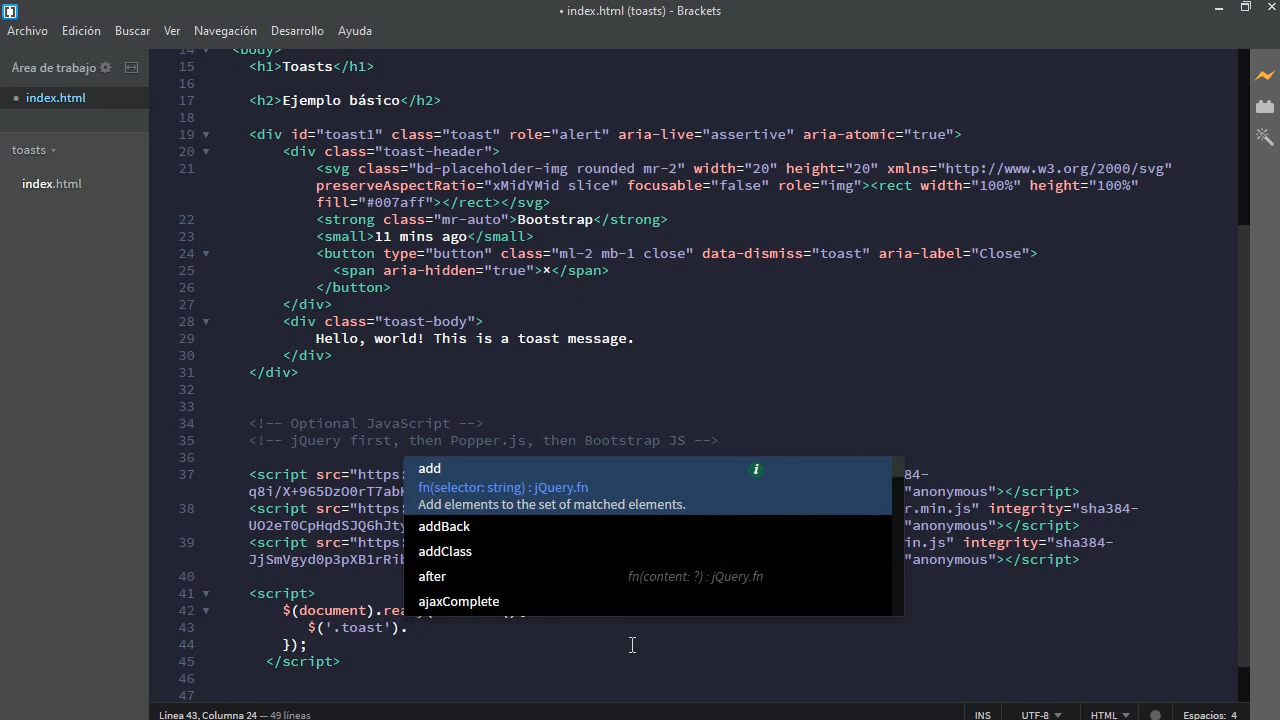 • index.html (toasts) - Brackets
Archivo Edición Buscar Ver Navegación Desarrollo Ayuda
Área de trabajo
• index.html
toasts
index.html
14 <body>
15 <h1>Toasts</h1>
16
17 <h2>Ejemplo básico</h2>
18
19 <div id="toast1" class="toast" role="alert" aria-live="assertive" aria-atomic="true">
20 <div class="toast-header">
21 <svg class="bd-placeholder-img rounded mr-2" width="20" height="20" xmlns="http://www.w3.org/2000/svg"
preserveAspectRatio="xMidYMid slice" focusable="false" role="img"><rect width="100%" height="100%"
fill="#007aff"></rect></svg>
22 <strong class="mr-auto">Bootstrap</strong>
23 <small>11 mins ago</small>
24 <button type="button" class="ml-2 mb-1 close" data-dismiss="toast" aria-label="Close">
25 <span aria-hidden="true">×</span>
26 </button>
27 </div>
28 <div class="toast-body">
29 Hello, world! This is a toast message.
30 </div>
31 </div>
32
33
34 <!-- Optional JavaScript -->
35 <!-- jQuery first, then Popper.js, then Bootstrap JS -->
36
37 <script src="https: 84-
q8i/X+965DzO0rT7abK "anonymous"></script>
38 <script src="https: r.min.js" integrity="sha384-
UO2eT0CpHqdSJQ6hJty "anonymous"></script>
39 <script src="https: in.js" integrity="sha384-
JjSmVgyd0p3pXB1rRib "anonymous"></script>
40
41 <script>
42 $(document).rea
43 $('.toast').
44 });
45 </script>
46
47
add
fn(selector: string) : jQuery.fn
Add elements to the set of matched elements.
addBack
addClass
after fn(content: ?) : jQuery.fn
ajaxComplete
Línea 43, Columna 24 — 49 líneas INS UTF-8 HTML Espacios: 4